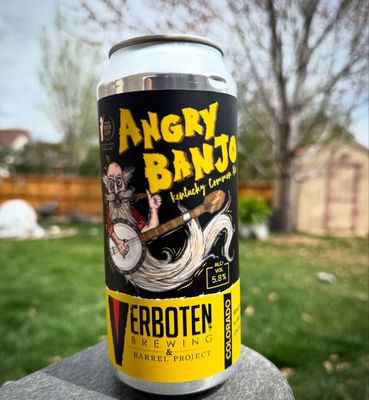 ANGRY
BANJO
Kentucky Common
ALC/
VOL
5.8%
VERBOTEN
BREWING
&
BARREL PROJECT
COLORADO